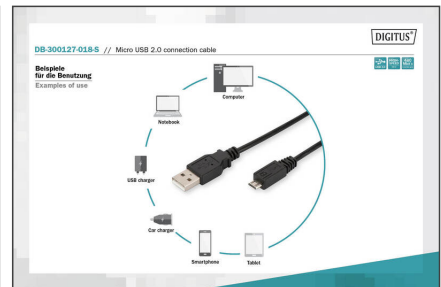 DIGITUS®
DB-300127-018-S // Micro USB 2.0 connection cable
Beispiele
für die Benutzung
Examples of use
Computer
Notebook
USB charger
Car charger
Smartphone
Tablet